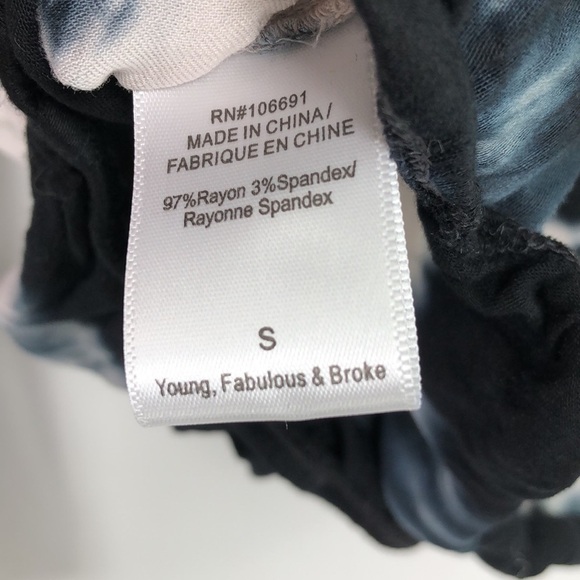 RN#106691
MADE IN CHINA/
FABRIQUE EN CHINE
97%Rayon 3%Spandex/
Rayonne Spandex
S
Young, Fabulous & Broke